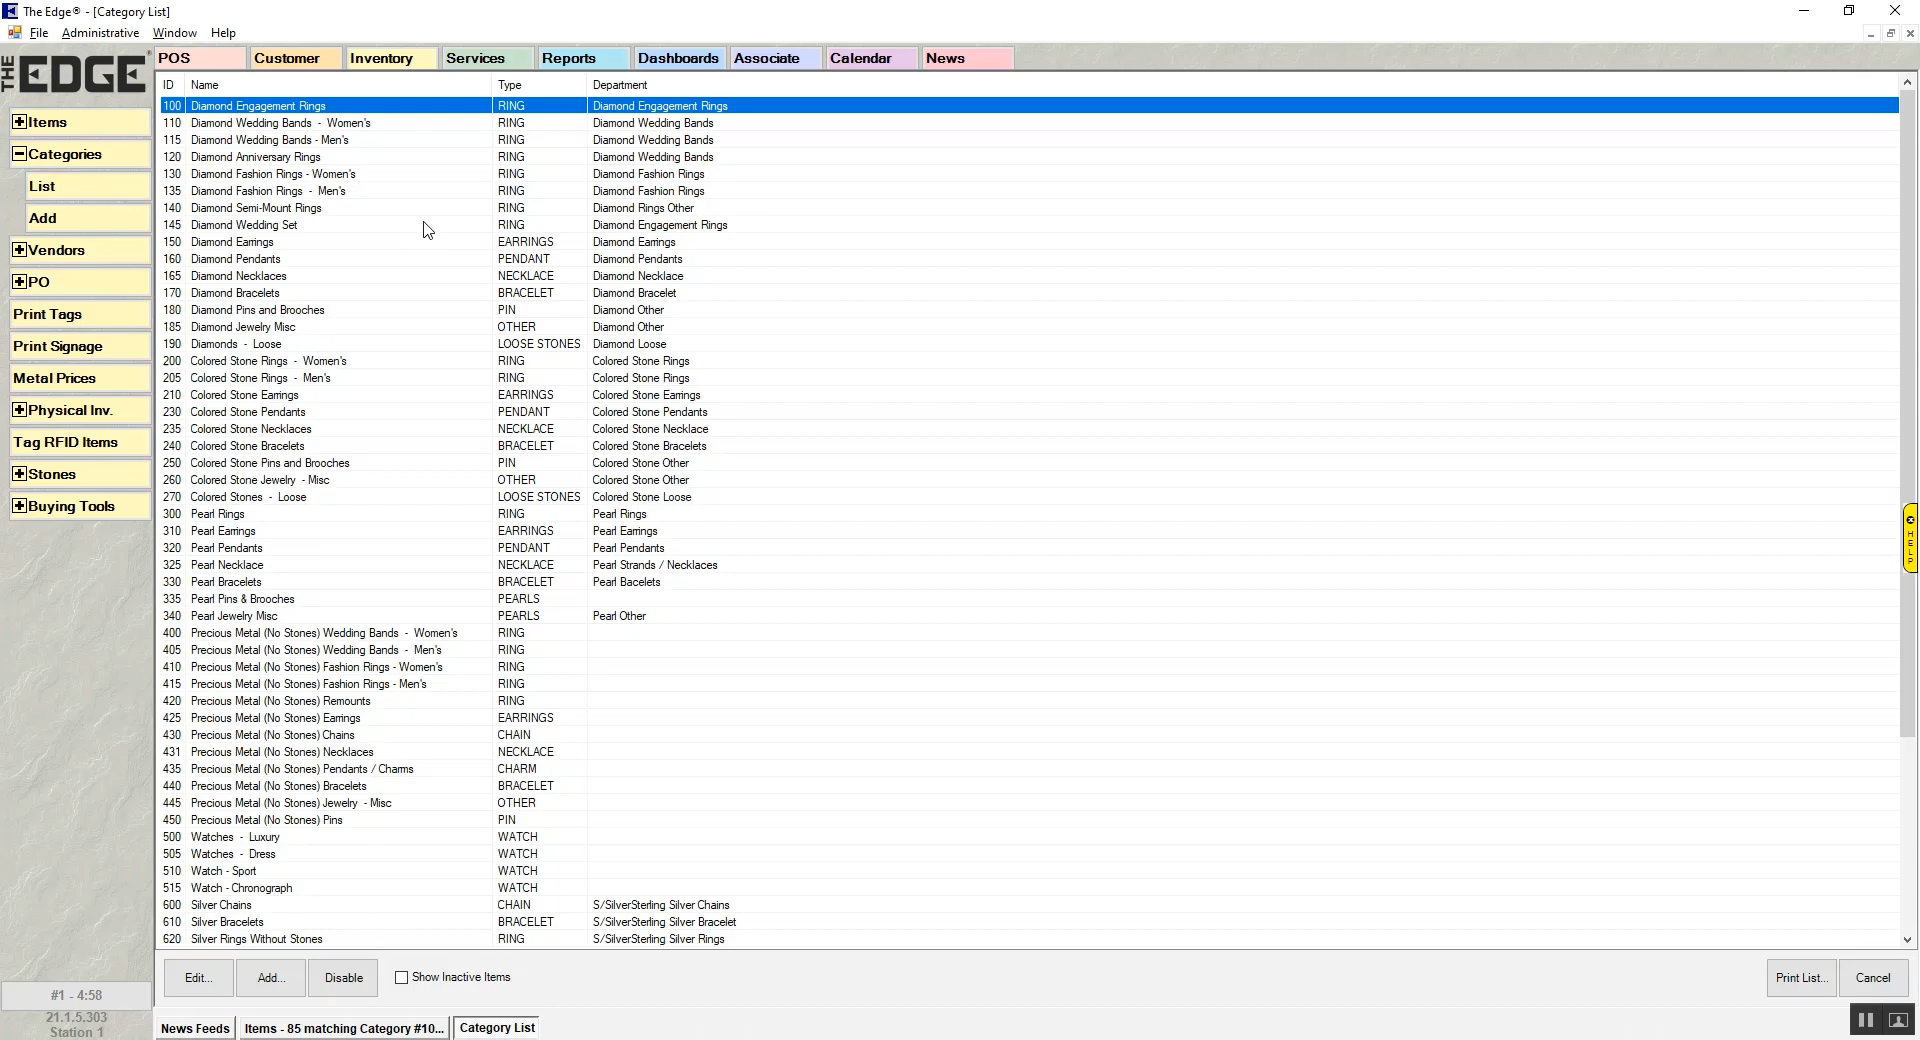 The Edge® - [Category List]
File Administrative Window Help
THE EDGE®
POS Customer Inventory Services Reports Dashboards Associate Calendar News
Items
Categories
List
Add
Vendors
PO
Print Tags
Print Signage
Metal Prices
Physical Inv.
Tag RFID Items
Stones
Buying Tools
#1 - 4:58
21.1.5.303
Station 1
ID Name Type Department
100 Diamond Engagement Rings RING Diamond Engagement Rings
110 Diamond Wedding Bands - Women's RING Diamond Wedding Bands
115 Diamond Wedding Bands - Men's RING Diamond Wedding Bands
120 Diamond Anniversary Rings RING Diamond Wedding Bands
130 Diamond Fashion Rings - Women's RING Diamond Fashion Rings
135 Diamond Fashion Rings - Men's RING Diamond Fashion Rings
140 Diamond Semi-Mount Rings RING Diamond Rings Other
145 Diamond Wedding Set RING Diamond Engagement Rings
150 Diamond Earrings EARRINGS Diamond Earrings
160 Diamond Pendants PENDANT Diamond Pendants
165 Diamond Necklaces NECKLACE Diamond Necklace
170 Diamond Bracelets BRACELET Diamond Bracelet
180 Diamond Pins and Brooches PIN Diamond Other
185 Diamond Jewelry Misc OTHER Diamond Other
190 Diamonds - Loose LOOSE STONES Diamond Loose
200 Colored Stone Rings - Women's RING Colored Stone Rings
205 Colored Stone Rings - Men's RING Colored Stone Rings
210 Colored Stone Earrings EARRINGS Colored Stone Earrings
230 Colored Stone Pendants PENDANT Colored Stone Pendants
235 Colored Stone Necklaces NECKLACE Colored Stone Necklace
240 Colored Stone Bracelets BRACELET Colored Stone Bracelets
250 Colored Stone Pins and Brooches PIN Colored Stone Other
260 Colored Stone Jewelry - Misc OTHER Colored Stone Other
270 Colored Stones - Loose LOOSE STONES Colored Stone Loose
300 Pearl Rings RING Pearl Rings
310 Pearl Earrings EARRINGS Pearl Earrings
320 Pearl Pendants PENDANT Pearl Pendants
325 Pearl Necklace NECKLACE Pearl Strands / Necklaces
330 Pearl Bracelets BRACELET Pearl Bacelets
335 Pearl Pins & Brooches PEARLS
340 Pearl Jewelry Misc PEARLS Pearl Other
400 Precious Metal (No Stones) Wedding Bands - Women's RING
405 Precious Metal (No Stones) Wedding Bands - Men's RING
410 Precious Metal (No Stones) Fashion Rings - Women's RING
415 Precious Metal (No Stones) Fashion Rings - Men's RING
420 Precious Metal (No Stones) Remounts RING
425 Precious Metal (No Stones) Earrings EARRINGS
430 Precious Metal (No Stones) Chains CHAIN
431 Precious Metal (No Stones) Necklaces NECKLACE
435 Precious Metal (No Stones) Pendants / Charms CHARM
440 Precious Metal (No Stones) Bracelets BRACELET
445 Precious Metal (No Stones) Jewelry - Misc OTHER
450 Precious Metal (No Stones) Pins PIN
500 Watches - Luxury WATCH
505 Watches - Dress WATCH
510 Watch - Sport WATCH
515 Watch - Chronograph WATCH
600 Silver Chains CHAIN S/SilverSterling Silver Chains
610 Silver Bracelets BRACELET S/SilverSterling Silver Bracelet
620 Silver Rings Without Stones RING S/SilverSterling Silver Rings
HELP
Edit... Add... Disable Show Inactive Items Print List... Cancel
News Feeds Items - 85 matching Category #10... Category List